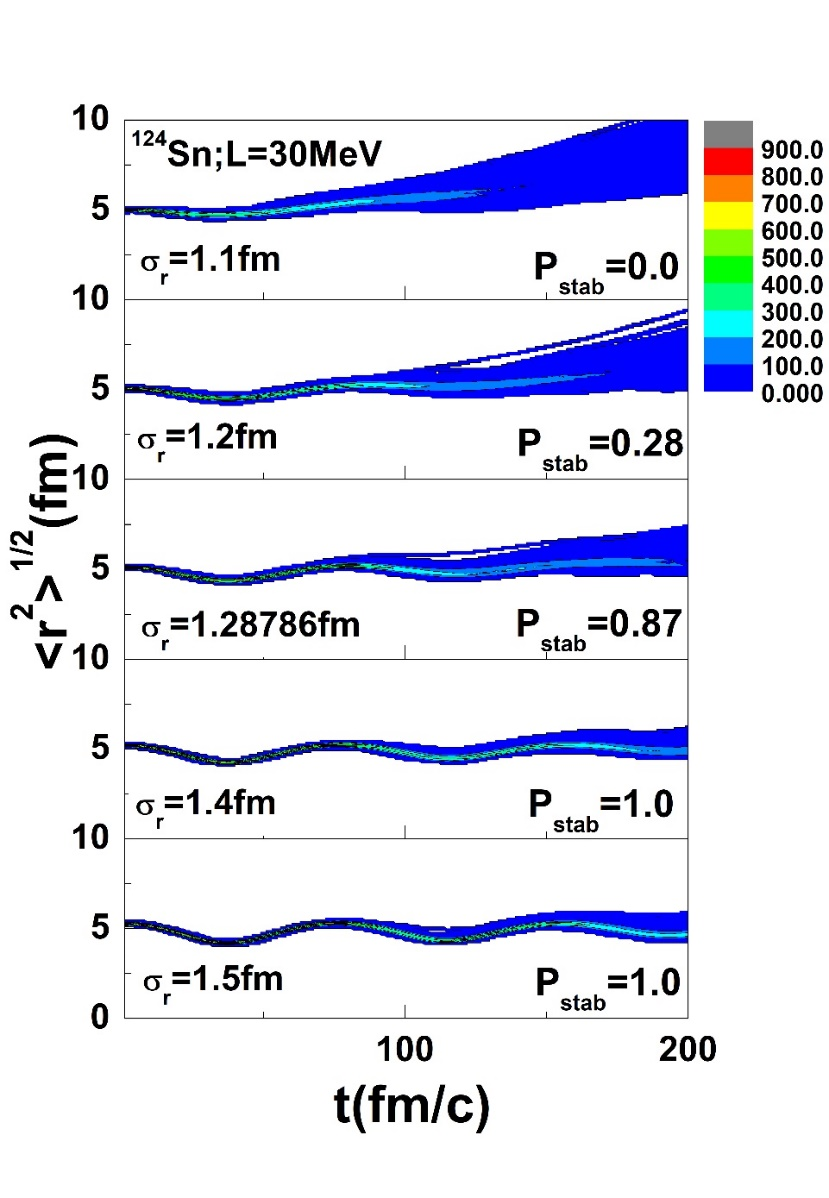 10
124Sn;L=30MeV
5
σr=1.1fm
Pstab=0.0
10
5
σr=1.2fm
Pstab=0.28
10
5
σr=1.28786fm
Pstab=0.87
10
5
σr=1.4fm
Pstab=1.0
10
5
σr=1.5fm
Pstab=1.0
0
100
200
t(fm/c)
<r2>1/2(fm)
900.0
800.0
700.0
600.0
500.0
400.0
300.0
200.0
100.0
0.000